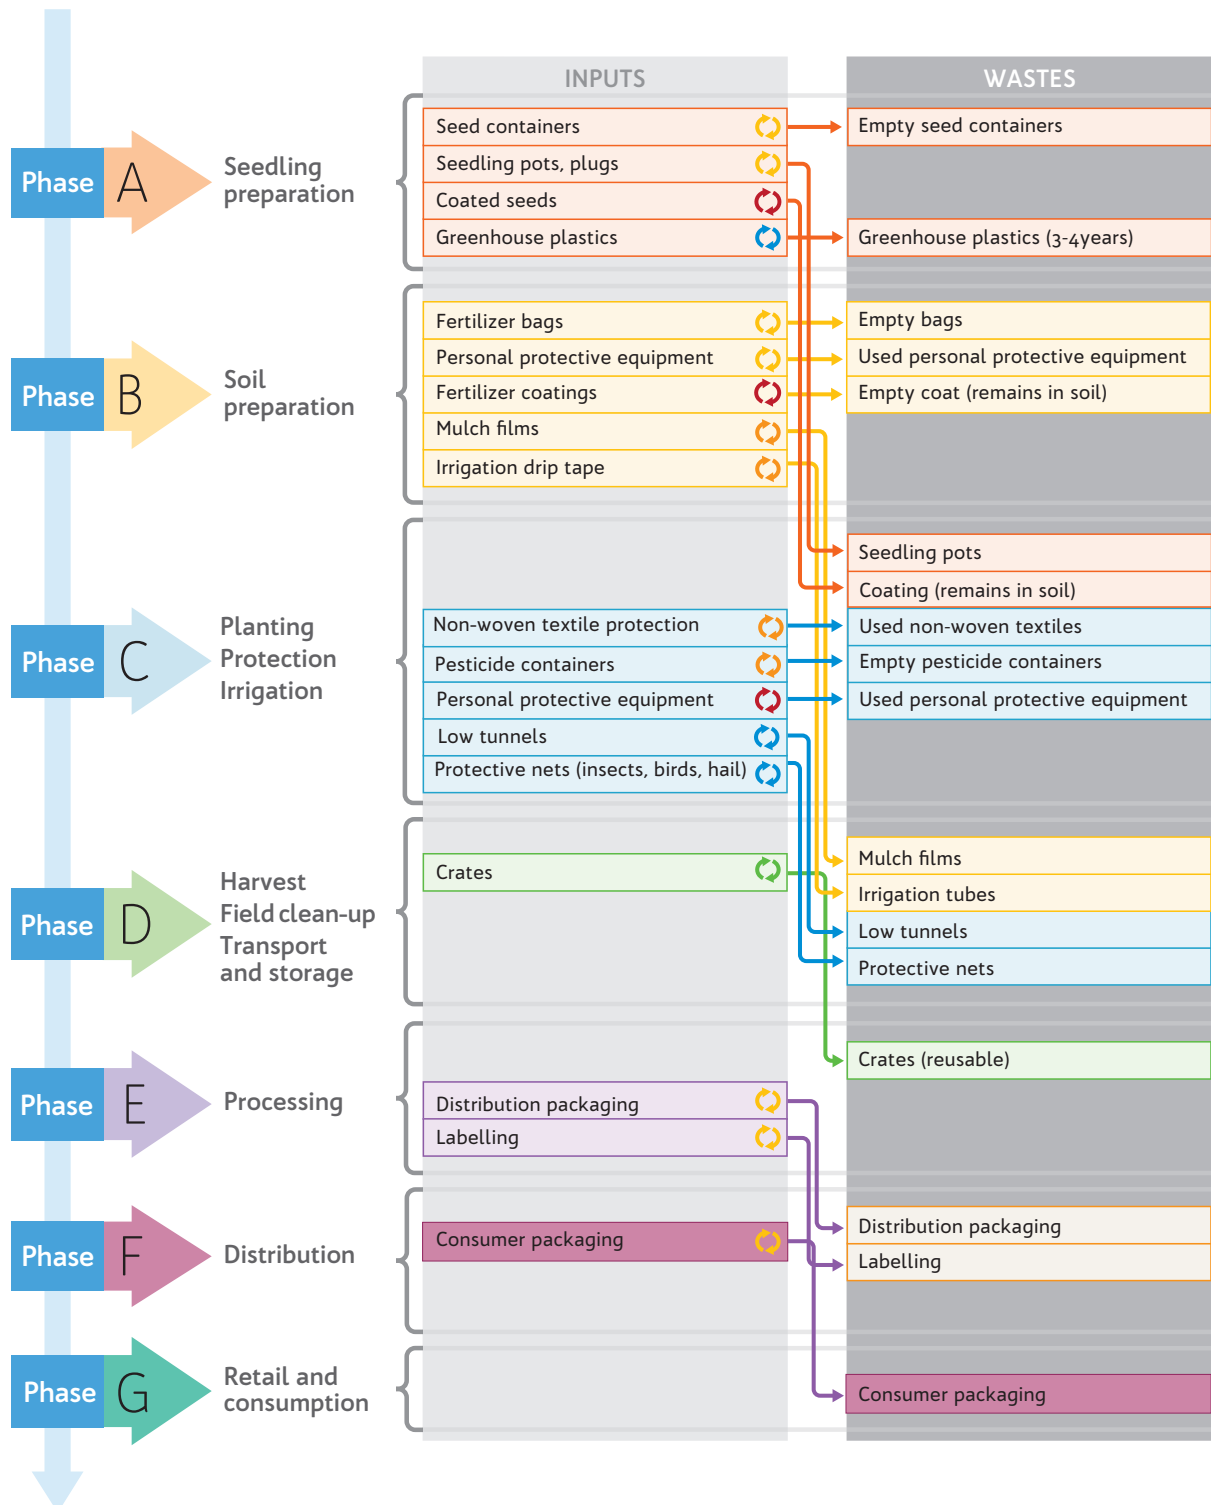 INPUTS
WASTES
Phase A
Seedling
preparation
Seed containers
Empty seed containers
Seedling pots, plugs
Coated seeds
Greenhouse plastics
Greenhouse plastics (3-4years)
Phase B
Soil
preparation
Fertilizer bags
Empty bags
Personal protective equipment
Used personal protective equipment
Fertilizer coatings
Empty coat (remains in soil)
Mulch films
Irrigation drip tape
Phase C
Planting
Protection
Irrigation
Seedling pots
Coating (remains in soil)
Non-woven textile protection
Used non-woven textiles
Pesticide containers
Empty pesticide containers
Personal protective equipment
Used personal protective equipment
Low tunnels
Protective nets (insects, birds, hail)
Phase D
Harvest
Field clean-up
Transport
and storage
Crates
Mulch films
Irrigation tubes
Low tunnels
Protective nets
Phase E
Processing
Crates (reusable)
Distribution packaging
Labelling
Phase F
Distribution
Consumer packaging
Distribution packaging
Labelling
Phase G
Retail and
consumption
Consumer packaging